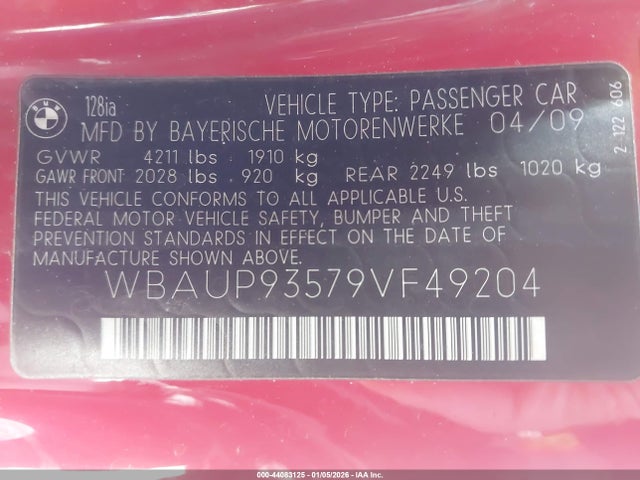 BMW
128ia VEHICLE TYPE: PASSENGER CAR
MFD BY BAYERISCHE MOTORENWERKE 04/09
GVWR 4211 lbs 1910 kg
GAWR FRONT 2028 lbs 920 kg REAR 2249 lbs 1020 kg
THIS VEHICLE CONFORMS TO ALL APPLICABLE U.S.
FEDERAL MOTOR VEHICLE SAFETY, BUMPER AND THEFT
PREVENTION STANDARDS IN EFFECT ON THE DATE OF
MANUFACTURE SHOWN ABOVE.
WBAUP93579VF49204
2 122 606
000-44083125 - 01/05/2026 - IAA Inc.